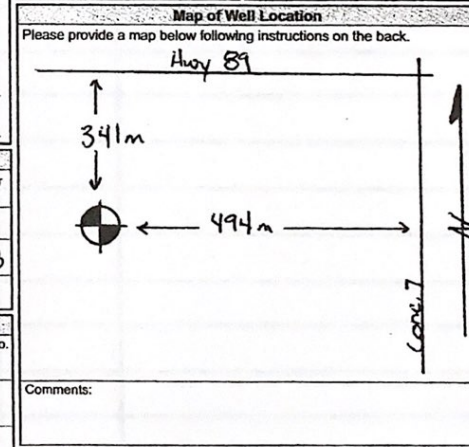 Map of Well Location
Please provide a map below following instructions on the back.
Hwy 89
341m
494m
Conc. 7
N
Comments: